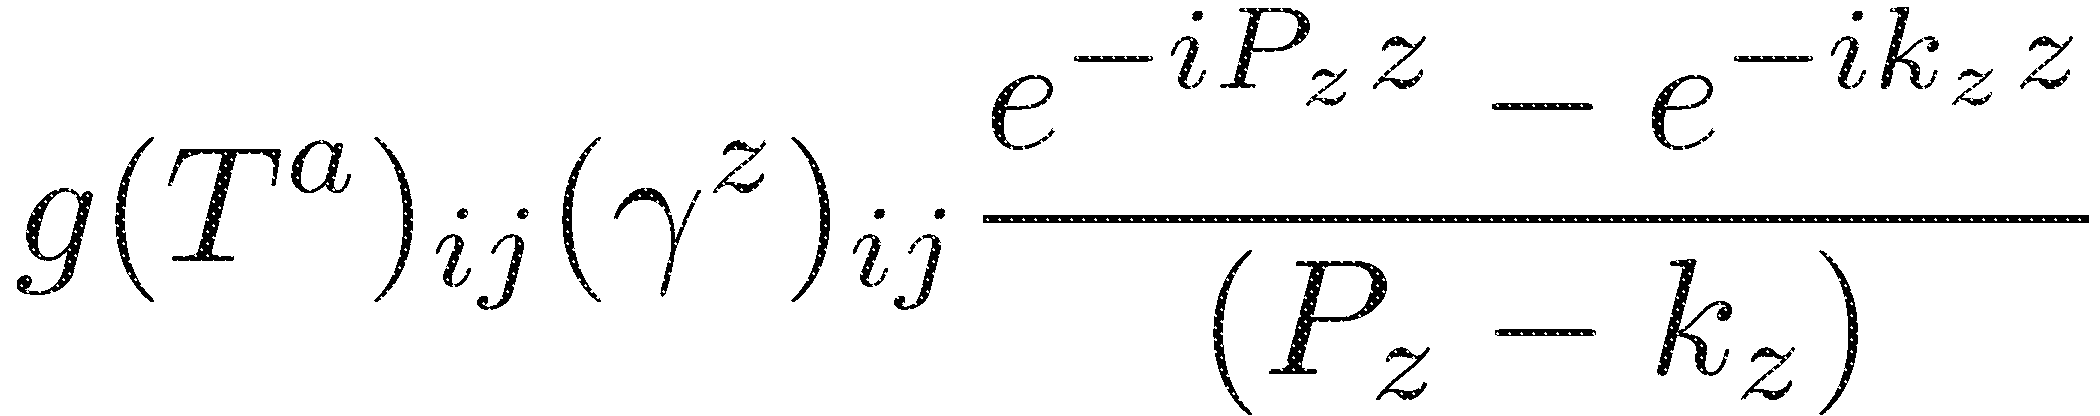 g(T^a)_{ij}(\gamma^z)_{ij} \frac{e^{-iP_z z} - e^{-ik_z z}}{(P_z - k_z)}